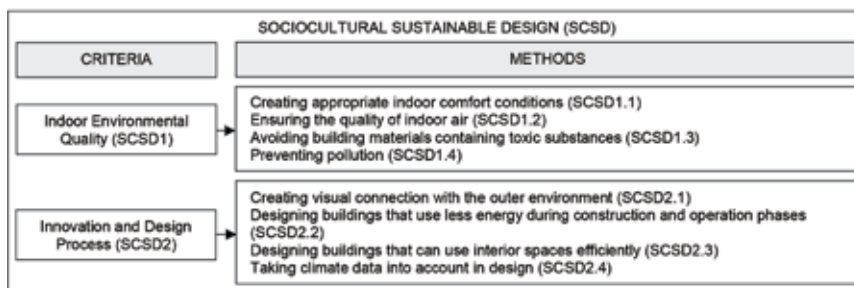 SOCIOCULTURAL SUSTAINABLE DESIGN (SCSD)
CRITERIA
METHODS
Indoor Environmental
Quality (SCSD1)
Creating appropriate indoor comfort conditions (SCSD1.1)
Ensuring the quality of indoor air (SCSD1.2)
Avoiding building materials containing toxic substances (SCSD1.3)
Preventing pollution (SCSD1.4)
Innovation and Design
Process (SCSD2)
Creating visual connection with the outer environment (SCSD2.1)
Designing buildings that use less energy during construction and operation phases
(SCSD2.2)
Designing buildings that can use interior spaces efficiently (SCSD2.3)
Taking climate data into account in design (SCSD2.4)